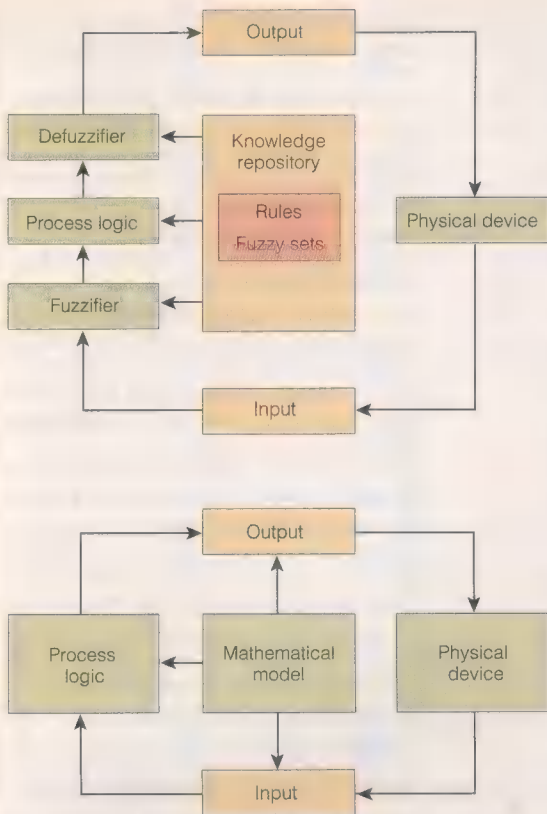 Output
Defuzzifier
Knowledge
repository
Process logic
Rules
Fuzzy sets
Physical device
Fuzzifier
Input
Output
Process
logic
Mathematical
model
Physical
device
Input